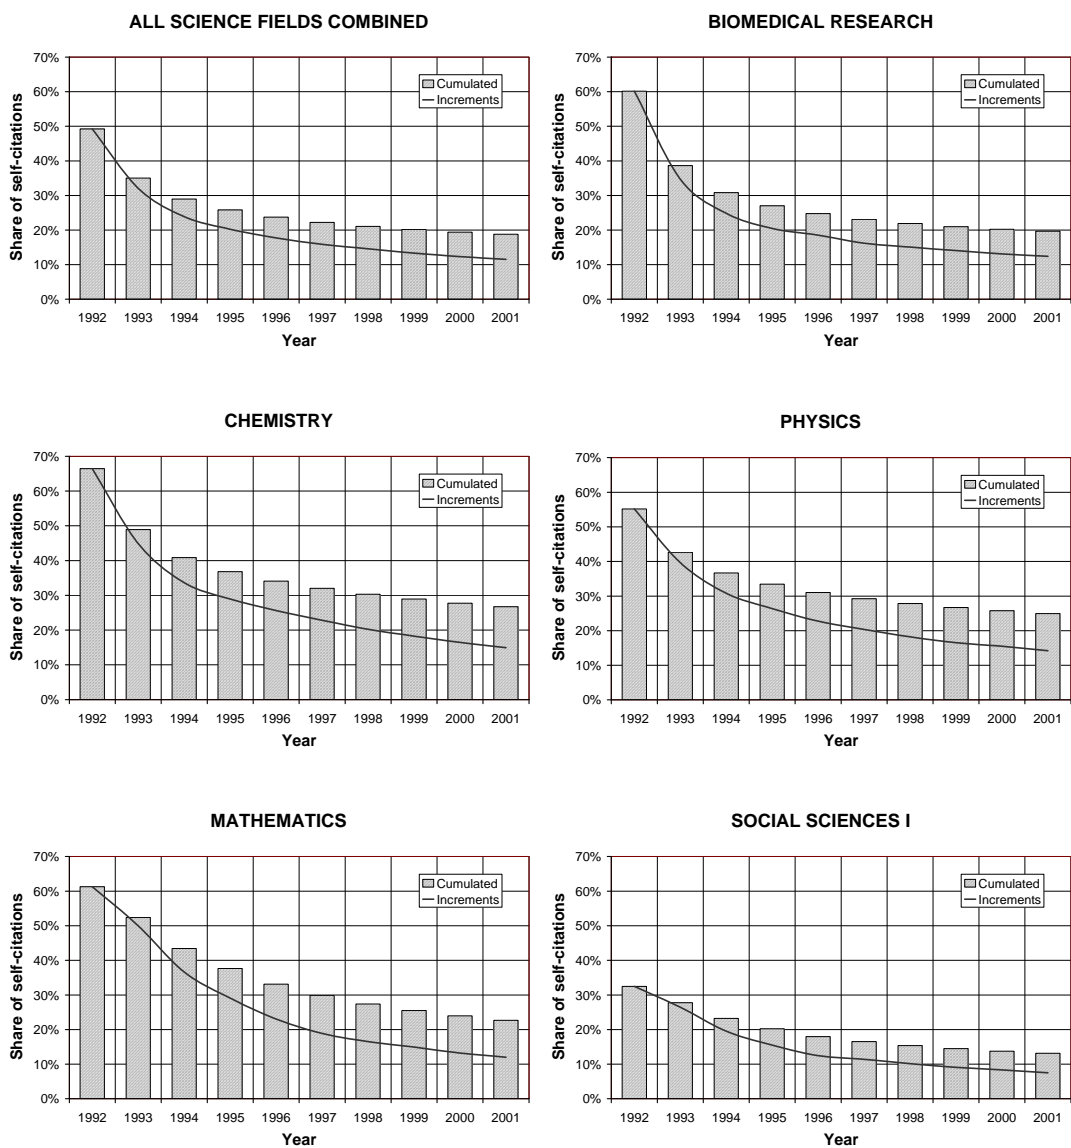 ALL SCIENCE FIELDS COMBINED
Share of self-citations
70%
60%
50%
40%
30%
20%
10%
0%
Cumulated
Increments
1992 1993 1994 1995 1996 1997 1998 1999 2000 2001
Year
BIOMEDICAL RESEARCH
Share of self-citations
70%
60%
50%
40%
30%
20%
10%
0%
Cumulated
Increments
1992 1993 1994 1995 1996 1997 1998 1999 2000 2001
Year
CHEMISTRY
Share of self-citations
70%
60%
50%
40%
30%
20%
10%
0%
Cumulated
Increments
1992 1993 1994 1995 1996 1997 1998 1999 2000 2001
Year
PHYSICS
Share of self-citations
70%
60%
50%
40%
30%
20%
10%
0%
Cumulated
Increments
1992 1993 1994 1995 1996 1997 1998 1999 2000 2001
Year
MATHEMATICS
Share of self-citations
70%
60%
50%
40%
30%
20%
10%
0%
Cumulated
Increments
1992 1993 1994 1995 1996 1997 1998 1999 2000 2001
Year
SOCIAL SCIENCES I
Share of self-citations
70%
60%
50%
40%
30%
20%
10%
0%
Cumulated
Increments
1992 1993 1994 1995 1996 1997 1998 1999 2000 2001
Year